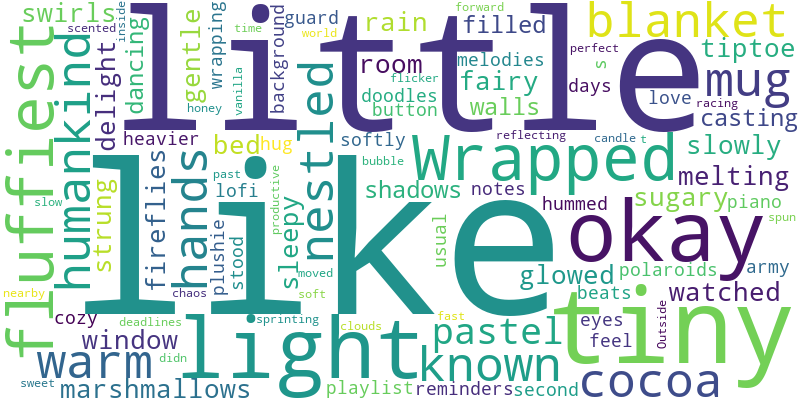 swirls
scented
inside
guard
rain
filled
forward
blanket
dancing
gentle
wrapping
background
time
world
little
room
melodies
perfect
tiptoe
flicker
s
fluffiest
humankind
delight
vanilla
doodles
fairy
days
mug
honey
button
walls
love
racing
casting
heavier
bed
hug
softly
reflecting
candle
t
slowly
nestled
Wrapped
bubble
melting
strung
fireflies
hands
past
lofi
productive
sleepy
shadows
notes
hummed
sugary
piano
slow
plushie
stood
like
usual
okay
spun
moved
glowed
polaroids
army
nearby
chaos
soft
beats
watched
cozy
deadlines
sprinting
clouds
fast
eyes
Outside
tiny
window
light
pastel
feel
warm
didn
known
cocoa
sweet
marshmallows
playlist
reminders
second